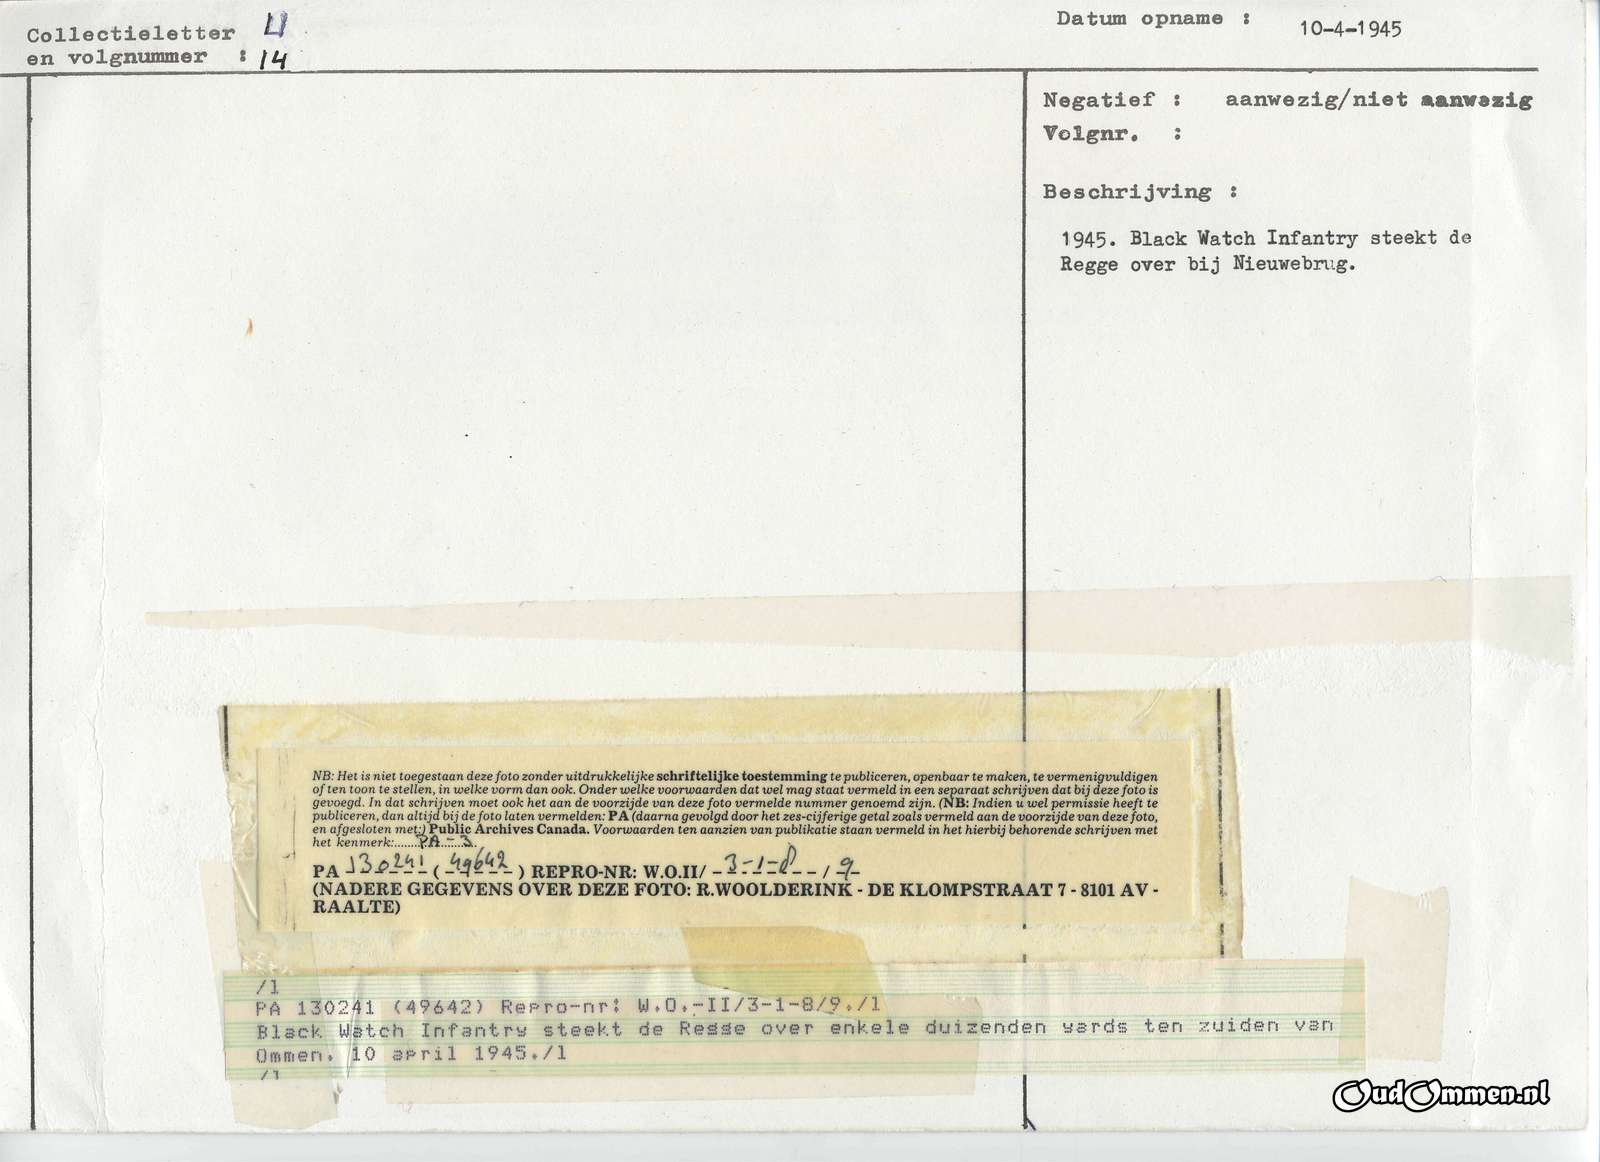 Collectieletter U
en volgnummer : 14
Datum opname : 10-4-1945
Negatief : aanwezig/niet aanwezig
Volgnr. :
Beschrijving :
1945. Black Watch Infantry steekt de
Regge over bij Nieuwebrug.
NB: Het is niet toegestaan deze foto zonder uitdrukkelijke schriftelijke toestemming te publiceren, openbaar te maken, te vermenigvuldigen
of ten toon te stellen, in welke vorm dan ook. Onder welke voorwaarden dat wel mag staat vermeld in een separaat schrijven dat bij deze foto is
gevoegd. In dat schrijven moet ook het aan de voorzijde van deze foto vermelde nummer genoemd zijn. (NB: Indien u wel permissie heeft te
publiceren, dan altijd bij de foto laten vermelden: PA (daarna gevolgd door het zes-cijferige getal zoals vermeld aan de voorzijde van deze foto,
en afgesloten met:) Public Archives Canada. Voorwaarden ten aanzien van publikatie staan vermeld in het hierbij behorende schrijven met
het kenmerk:......PA-3
PA 130241 ( 49642 ) REPRO-NR: W.O.II/ 3-1-8 / 9
(NADERE GEGEVENS OVER DEZE FOTO: R.WOOLDERINK - DE KLOMPSTRAAT 7 - 8101 AV -
RAALTE)
/1
PA 130241 (49642) Repro-nr: W.O.-II/3-1-8/9./1
Black Watch Infantry steekt de Regge over enkele duizenden yards ten zuiden van
Ommen. 10 april 1945./1
/1
OudOmmen.nl